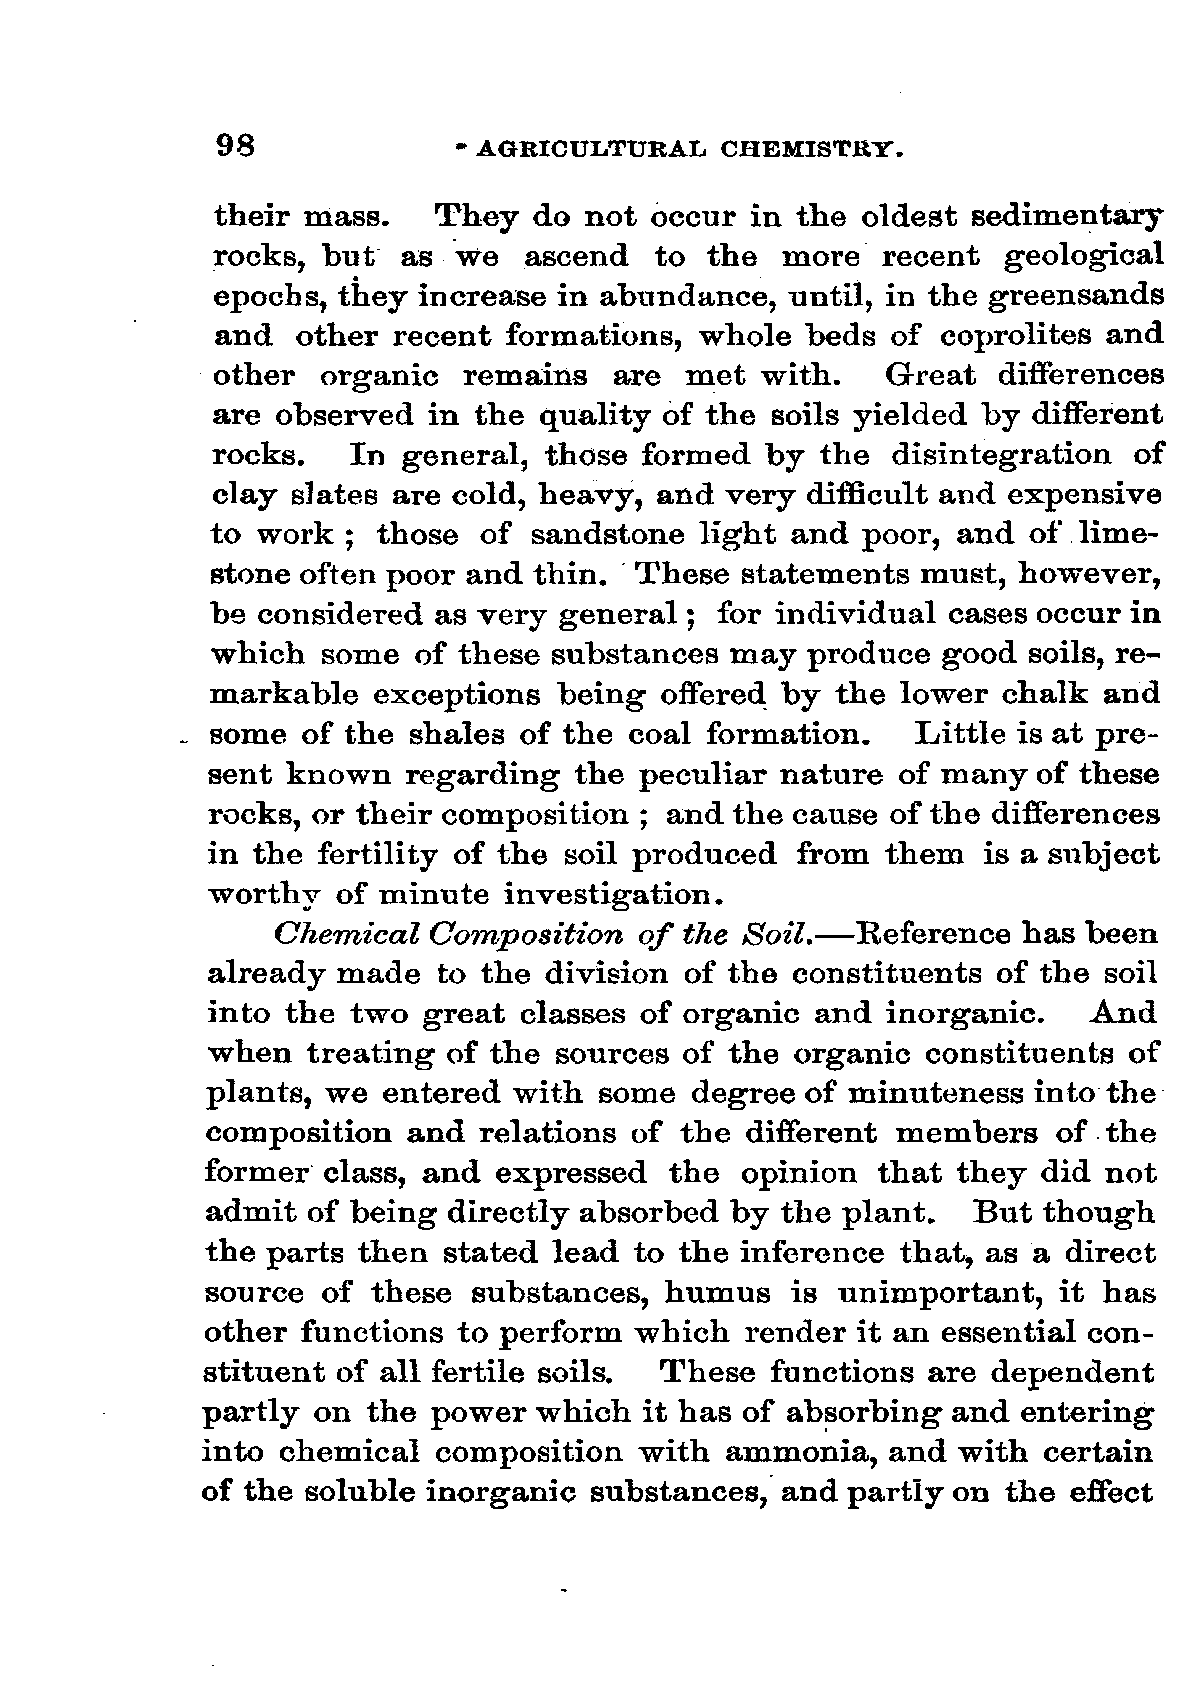 98 AGRICULTURAL CHEMISTRY.
their mass. They do not occur in the oldest sedimentary
rocks, but as we ascend to the more recent geological
epochs, they increase in abundance, until, in the greensands
and other recent formations, whole beds of coprolites and
other organic remains are met with. Great differences
are observed in the quality of the soils yielded by different
rocks. In general, those formed by the disintegration of
clay slates are cold, heavy, and very difficult and expensive
to work ; those of sandstone light and poor, and of lime-
stone often poor and thin. These statements must, however,
be considered as very general ; for individual cases occur in
which some of these substances may produce good soils, re-
markable exceptions being offered by the lower chalk and
some of the shales of the coal formation. Little is at pre-
sent known regarding the peculiar nature of many of these
rocks, or their composition ; and the cause of the differences
in the fertility of the soil produced from them is a subject
worthy of minute investigation.
Chemical Composition of the Soil.—Reference has been
already made to the division of the constituents of the soil
into the two great classes of organic and inorganic. And
when treating of the sources of the organic constituents of
plants, we entered with some degree of minuteness into the
composition and relations of the different members of the
former class, and expressed the opinion that they did not
admit of being directly absorbed by the plant. But though
the parts then stated lead to the inference that, as a direct
source of these substances, humus is unimportant, it has
other functions to perform which render it an essential con-
stituent of all fertile soils. These functions are dependent
partly on the power which it has of absorbing and entering
into chemical composition with ammonia, and with certain
of the soluble inorganic substances, and partly on the effect